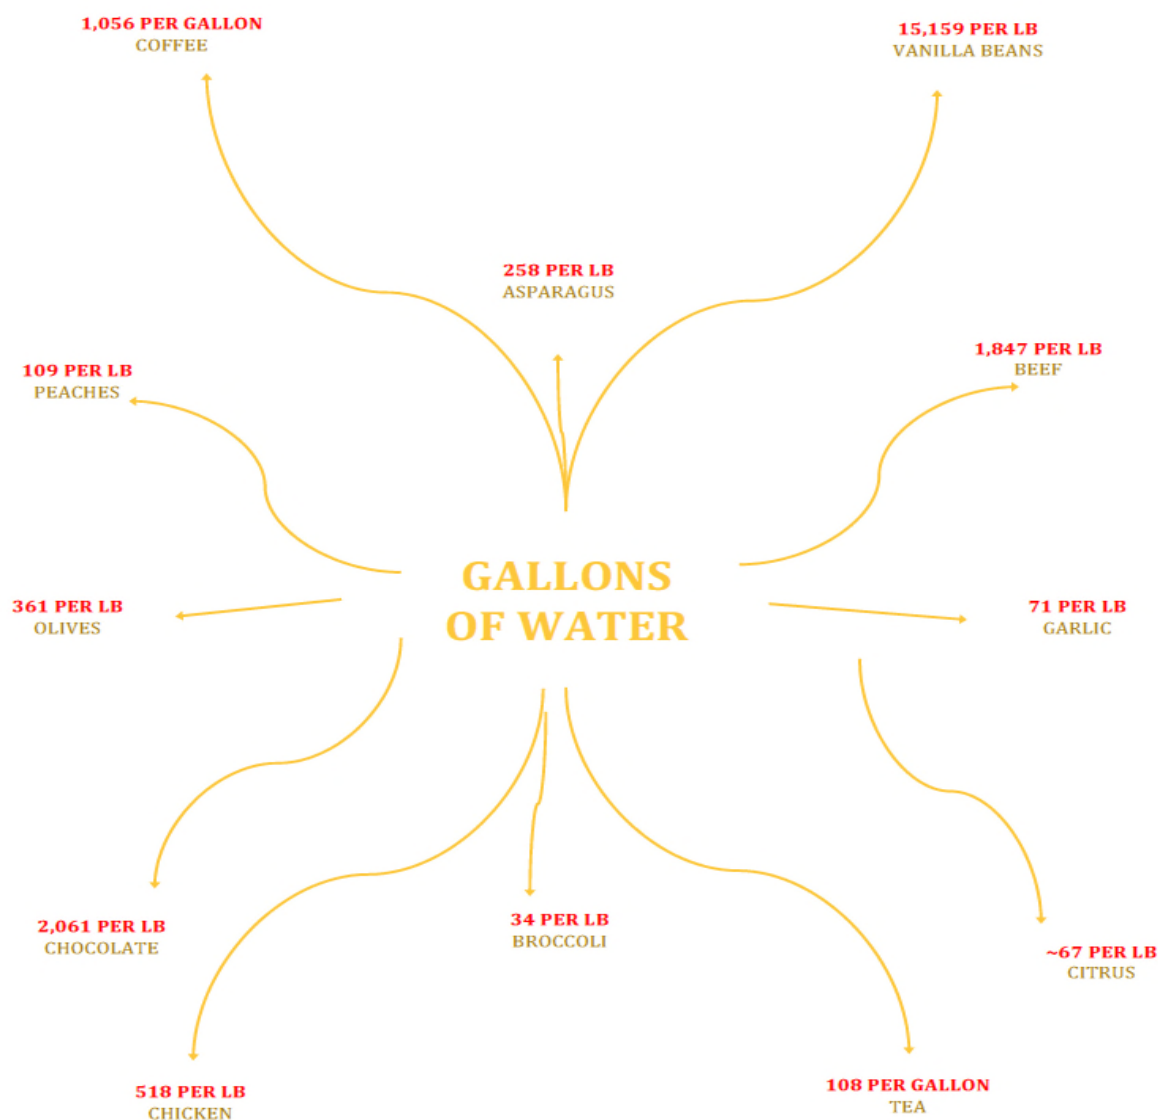 1,056 PER GALLON
COFFEE
15,159 PER LB
VANILLA BEANS
258 PER LB
ASPARAGUS
109 PER LB
PEACHES
1,847 PER LB
BEEF
GALLONS
OF WATER
361 PER LB
OLIVES
71 PER LB
GARLIC
2,061 PER LB
CHOCOLATE
34 PER LB
BROCCOLI
~67 PER LB
CITRUS
518 PER LB
CHICKEN
108 PER GALLON
TEA